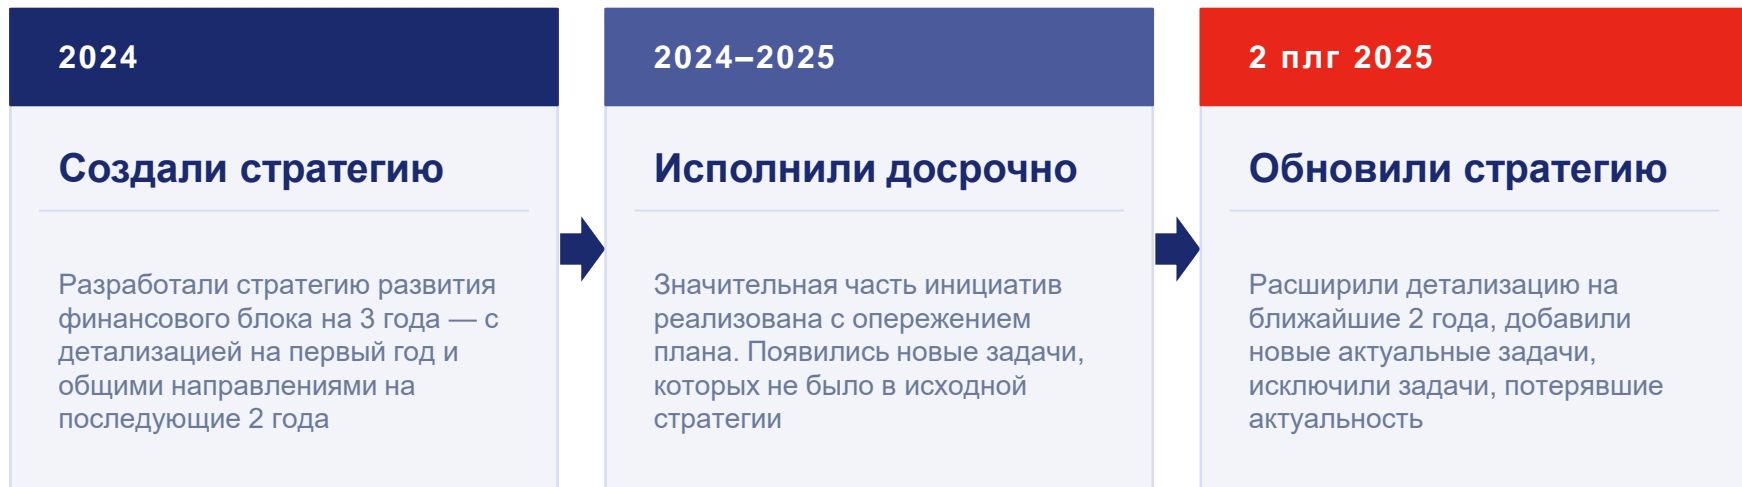 2024
Создали стратегию
Разработали стратегию развития
финансового блока на 3 года — с
детализацией на первый год и
общими направлениями на
последующие 2 года
2024–2025
Исполнили досрочно
Значительная часть инициатив
реализована с опережением
плана. Появились новые задачи,
которых не было в исходной
стратегии
2 плг 2025
Обновили стратегию
Расширили детализацию на
ближайшие 2 года, добавили
новые актуальные задачи,
исключили задачи, потерявшие
актуальность